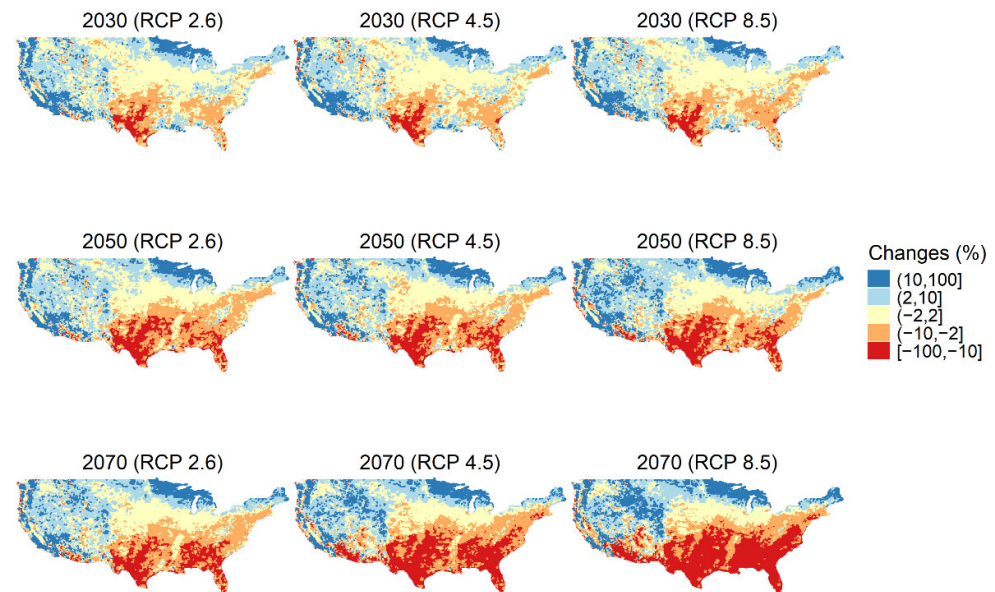 2030 (RCP 2.6)
2030 (RCP 4.5)
2030 (RCP 8.5)
2050 (RCP 2.6)
2050 (RCP 4.5)
2050 (RCP 8.5)
Changes (%)
(10,100]
(2,10]
(−2,2]
(−10,−2]
[−100,−10]
2070 (RCP 2.6)
2070 (RCP 4.5)
2070 (RCP 8.5)